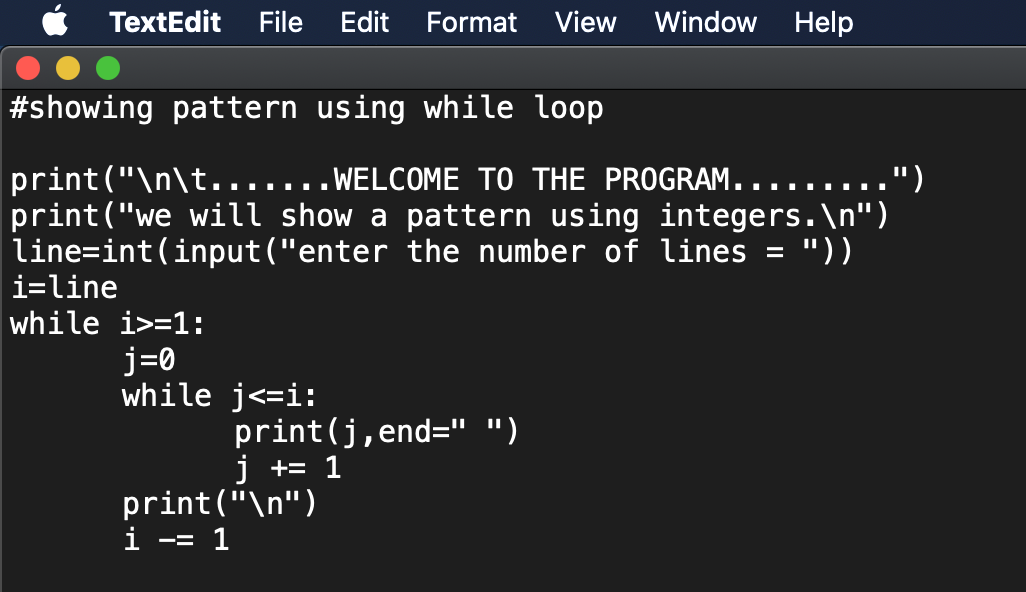 TextEdit File Edit Format View Window Help
#showing pattern using while loop

print("\n\t.......WELCOME TO THE PROGRAM.........")
print("we will show a pattern using integers.\n")
line=int(input("enter the number of lines = "))
i=line
while i>=1:
	j=0
	while j<=i:
		print(j,end=" ")
		j += 1
	print("\n")
	i -= 1